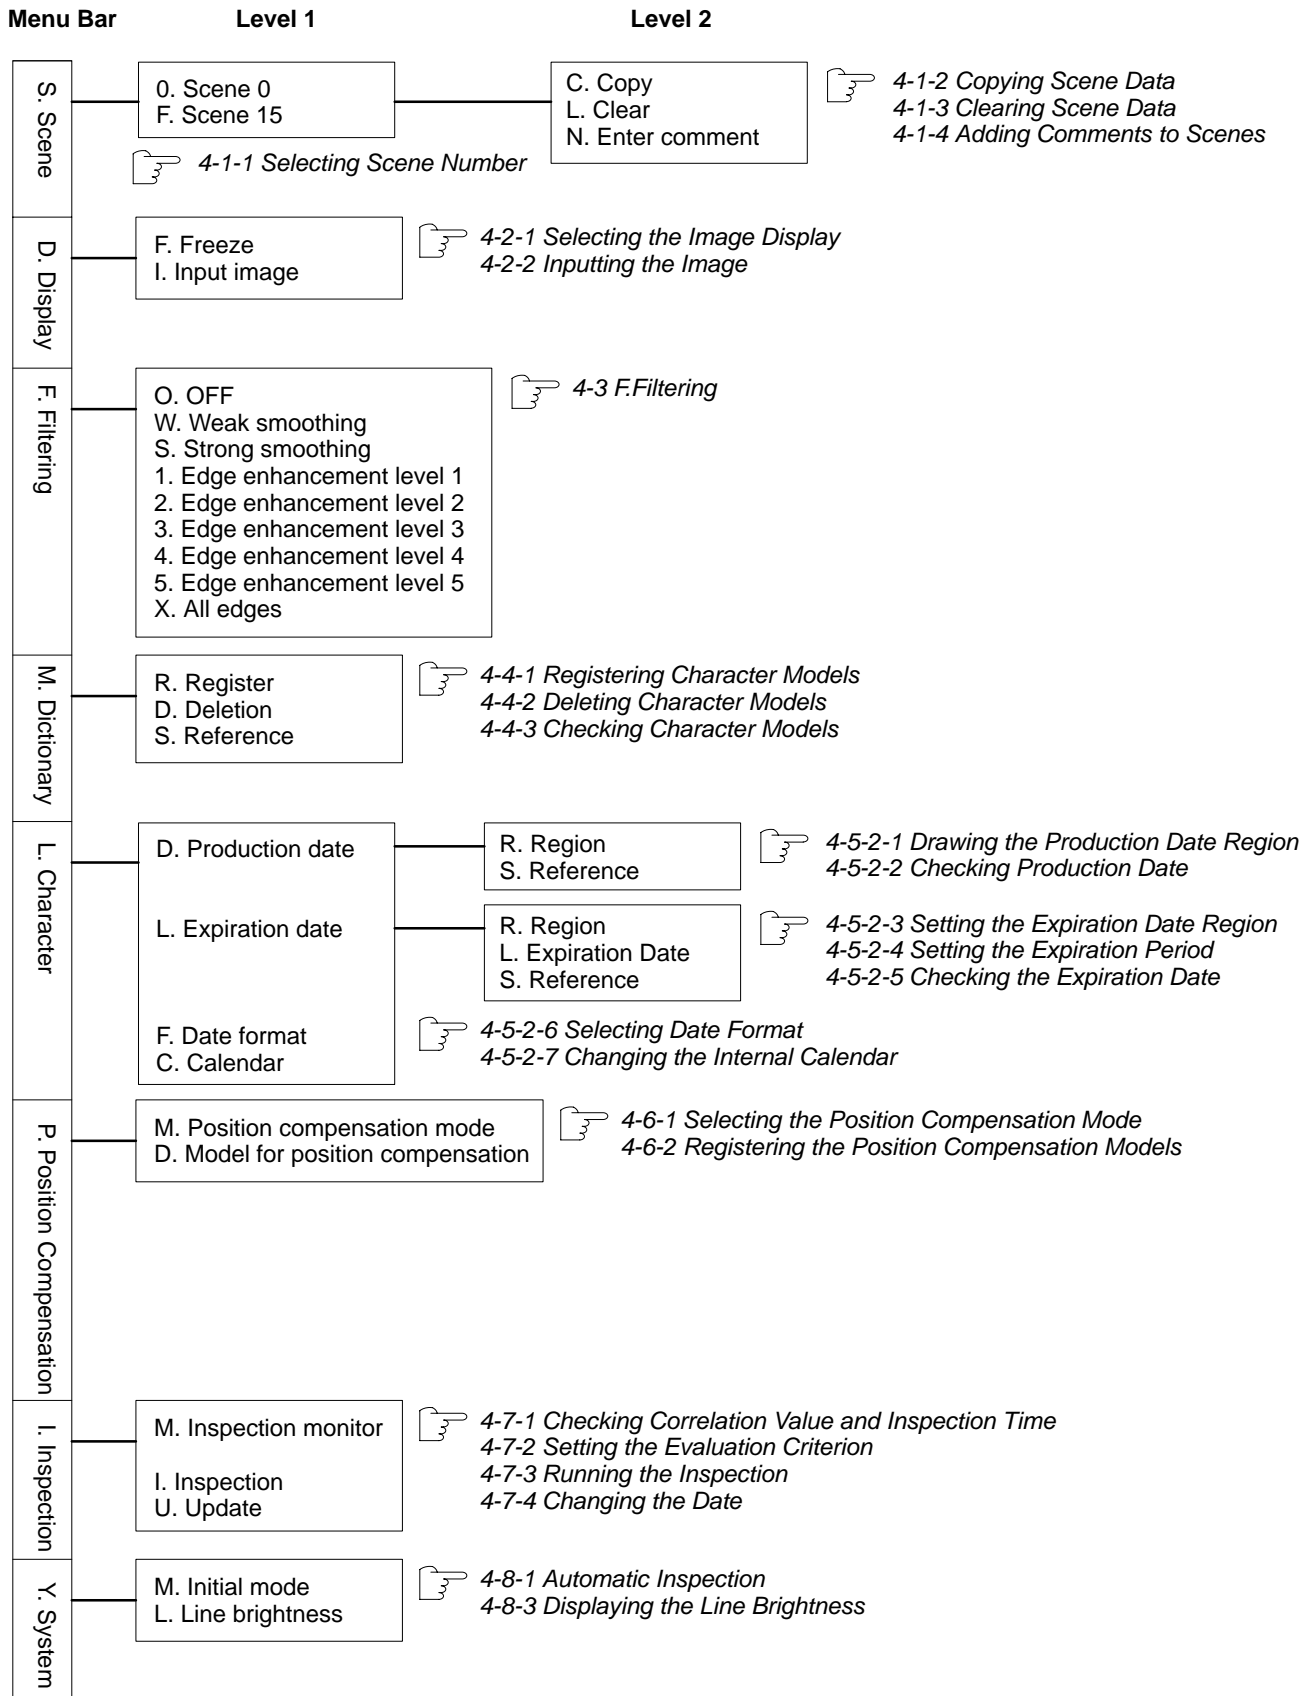 Menu Bar Level 1 Level 2
S. Scene
0. Scene 0
F. Scene 15
C. Copy
L. Clear
N. Enter comment
4-1-2 Copying Scene Data
4-1-3 Clearing Scene Data
4-1-4 Adding Comments to Scenes
4-1-1 Selecting Scene Number
D. Display
F. Freeze
I. Input image
4-2-1 Selecting the Image Display
4-2-2 Inputting the Image
F. Filtering
O. OFF
W. Weak smoothing
S. Strong smoothing
1. Edge enhancement level 1
2. Edge enhancement level 2
3. Edge enhancement level 3
4. Edge enhancement level 4
5. Edge enhancement level 5
X. All edges
4-3 F.Filtering
M. Dictionary
R. Register
D. Deletion
S. Reference
4-4-1 Registering Character Models
4-4-2 Deleting Character Models
4-4-3 Checking Character Models
L. Character
D. Production date
R. Region
S. Reference
4-5-2-1 Drawing the Production Date Region
4-5-2-2 Checking Production Date
L. Expiration date
R. Region
L. Expiration Date
S. Reference
4-5-2-3 Setting the Expiration Date Region
4-5-2-4 Setting the Expiration Period
4-5-2-5 Checking the Expiration Date
F. Date format
C. Calendar
4-5-2-6 Selecting Date Format
4-5-2-7 Changing the Internal Calendar
P. Position Compensation
M. Position compensation mode
D. Model for position compensation
4-6-1 Selecting the Position Compensation Mode
4-6-2 Registering the Position Compensation Models
I. Inspection
M. Inspection monitor
I. Inspection
U. Update
4-7-1 Checking Correlation Value and Inspection Time
4-7-2 Setting the Evaluation Criterion
4-7-3 Running the Inspection
4-7-4 Changing the Date
Y. System
M. Initial mode
L. Line brightness
4-8-1 Automatic Inspection
4-8-3 Displaying the Line Brightness